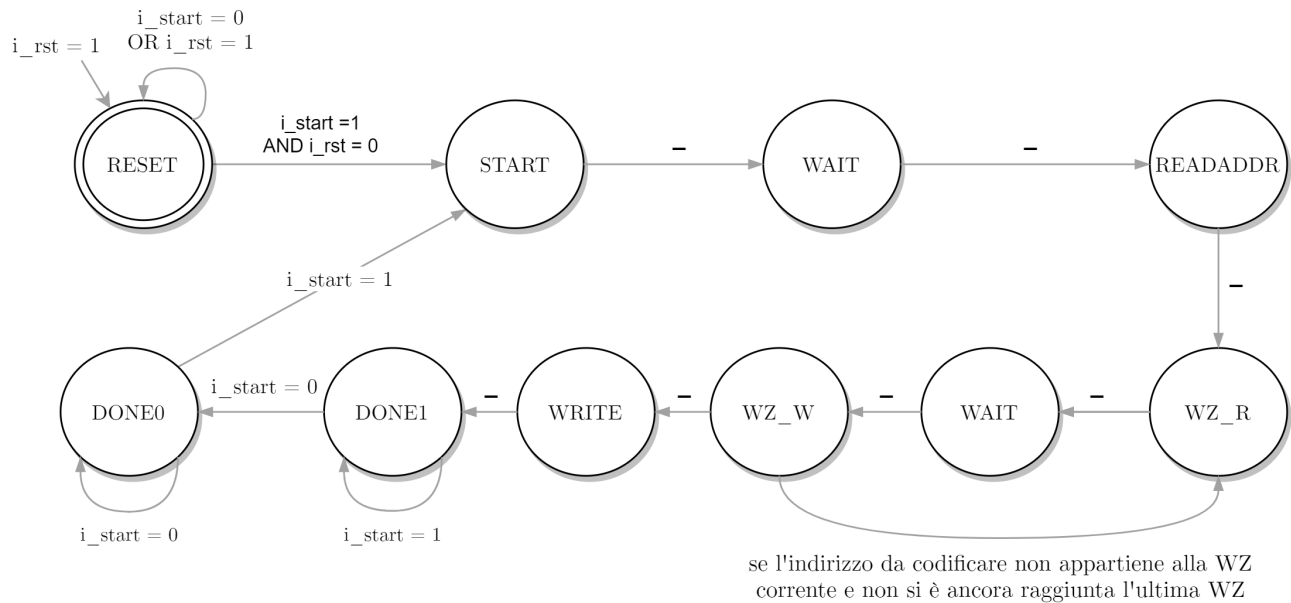 i_start = 0
OR i_rst = 1
i_rst = 1
i_start =1
AND i_rst = 0
RESET
START
–
WAIT
–
READADDR
i_start = 1
–
DONE0
i_start = 0
DONE1
–
WRITE
–
WZ_W
–
WAIT
–
WZ_R
i_start = 0
i_start = 1
se l'indirizzo da codificare non appartiene alla WZ
corrente e non si è ancora raggiunta l'ultima WZ